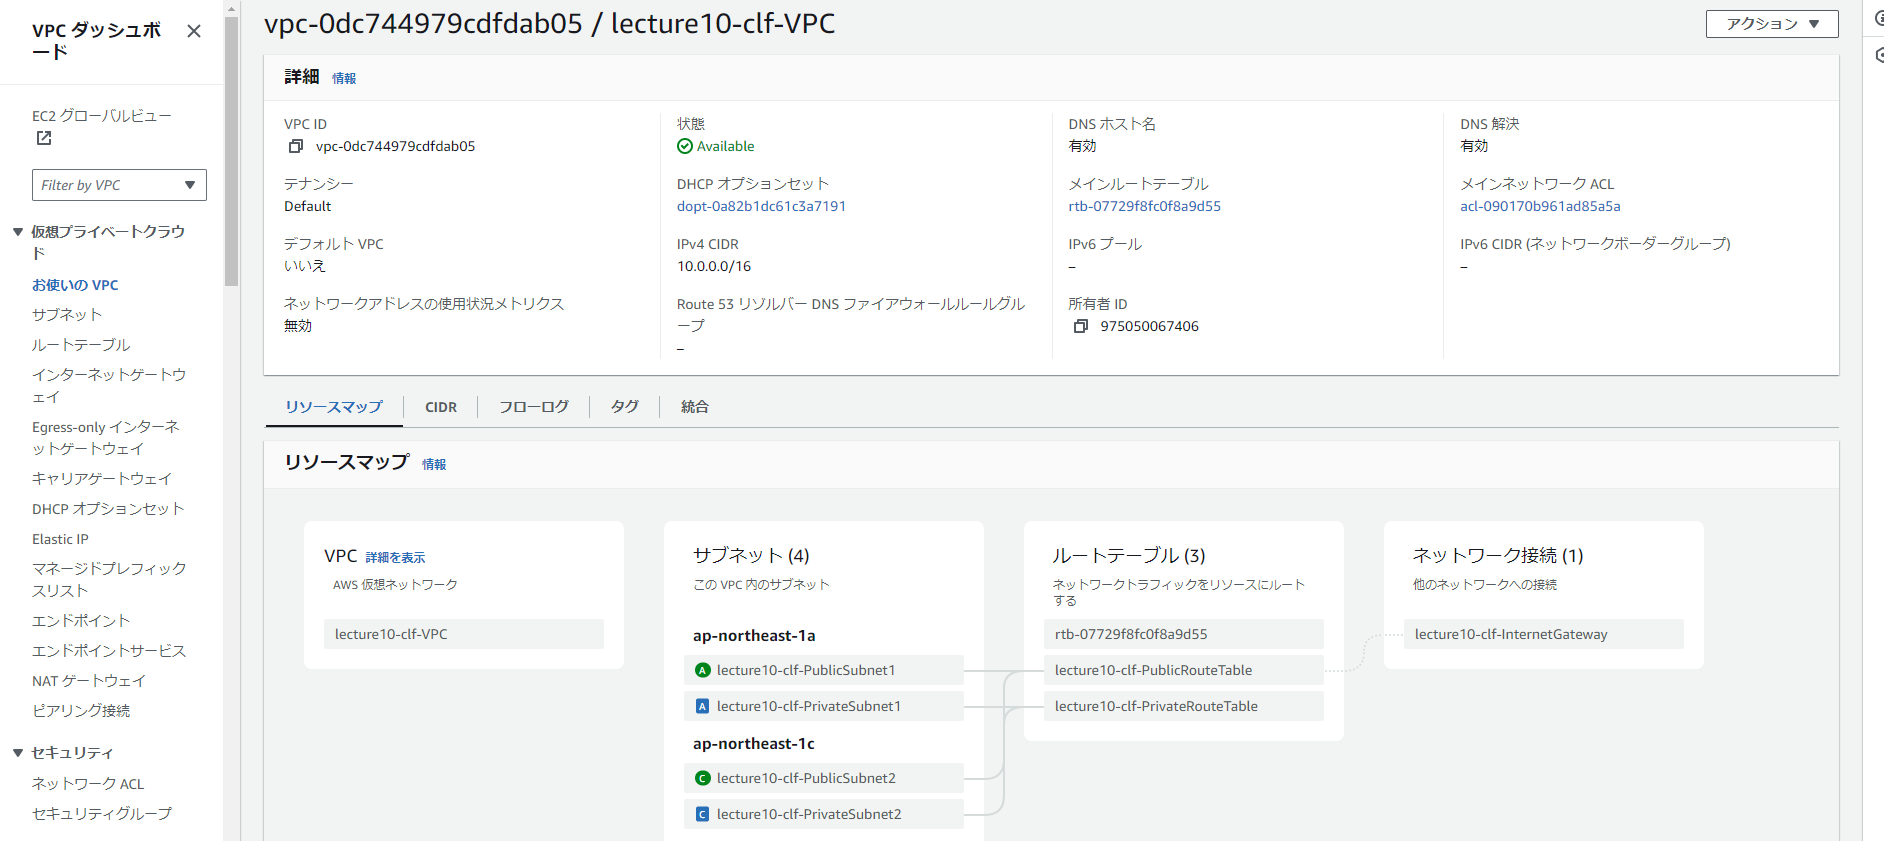 VPC ダッシュボ
ード
EC2 グローバルビュー
Filter by VPC
仮想プライベートクラウ
ド
お使いの VPC
サブネット
ルートテーブル
インターネットゲートウ
ェイ
Egress-only インターネ
ットゲートウェイ
キャリアゲートウェイ
DHCP オプションセット
Elastic IP
マネージドプレフィックス
リスト
エンドポイント
エンドポイントサービス
NAT ゲートウェイ
ピアリング接続
セキュリティ
ネットワーク ACL
セキュリティグループ
vpc-0dc744979cdfdab05 / lecture10-clf-VPC
アクション
詳細 情報
VPC ID
vpc-0dc744979cdfdab05
状態
Available
DNS ホスト名
有効
DNS 解決
有効
テナンシー
Default
DHCP オプションセット
dopt-0a82b1dc61c3a7191
メインルートテーブル
rtb-07729f8fc0f8a9d55
メインネットワーク ACL
acl-090170b961ad85a5a
デフォルト VPC
いいえ
IPv4 CIDR
10.0.0.0/16
IPv6 プール
–
IPv6 CIDR (ネットワークボーダーグループ)
–
ネットワークアドレスの使用状況メトリクス
無効
Route 53 リゾルバー DNS ファイアウォールルールグル
ープ
–
所有者 ID
975050067406
リソースマップ CIDR フローログ タグ 統合
リソースマップ 情報
VPC 詳細を表示
AWS 仮想ネットワーク
lecture10-clf-VPC
サブネット (4)
この VPC 内のサブネット
ap-northeast-1a
A lecture10-clf-PublicSubnet1
A lecture10-clf-PrivateSubnet1
ap-northeast-1c
C lecture10-clf-PublicSubnet2
C lecture10-clf-PrivateSubnet2
ルートテーブル (3)
ネットワークトラフィックをリソースにルート
する
rtb-07729f8fc0f8a9d55
lecture10-clf-PublicRouteTable
lecture10-clf-PrivateRouteTable
ネットワーク接続 (1)
他のネットワークへの接続
lecture10-clf-InternetGateway